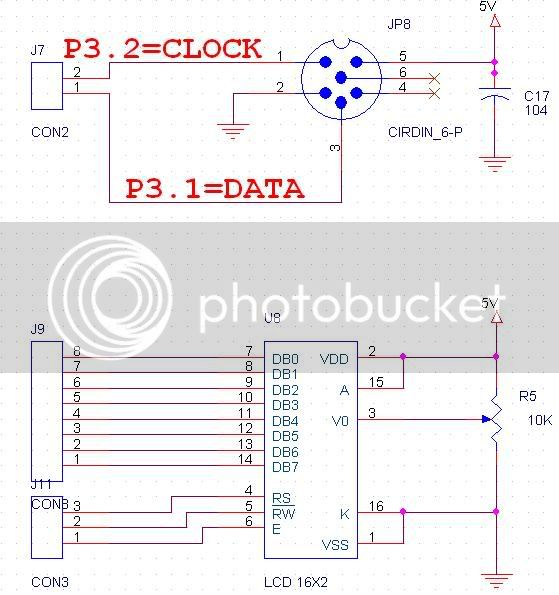 5V
JP8
J7
P3.2=CLOCK
2
1
CON2
1
2
3
5
6
4
CIRDIN_6-P
C17
104
P3.1=DATA
photobucket
5V
J9
U8
8
7
6
5
4
3
2
1
7
8
9
10
11
12
13
14
DB0
DB1
DB2
DB3
DB4
DB5
DB6
DB7
VDD
2
A
15
V0
3
R5
10K
J11
CON8
3
2
1
4
5
6
RS
RW
E
K
16
VSS
1
CON3
LCD 16X2